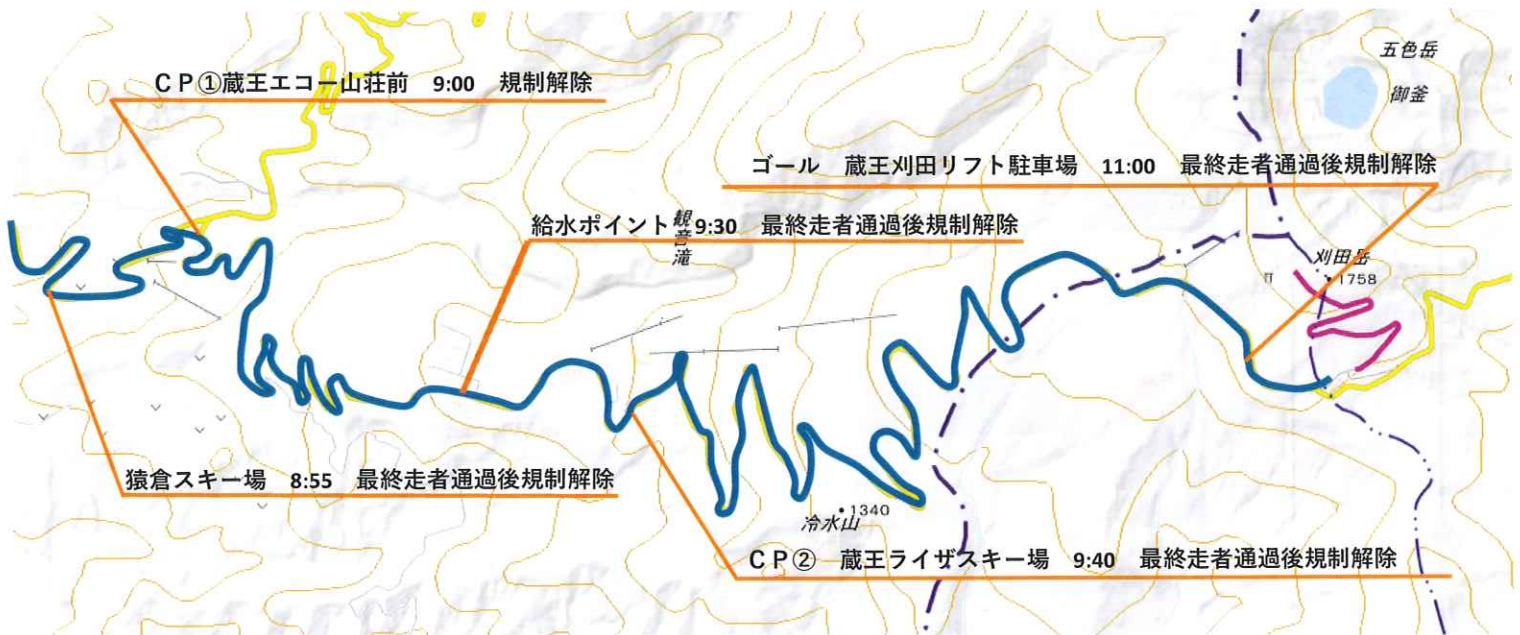 五色岳
御釜
ＣＰ①蔵王エコー山荘前 9:00 規制解除
ゴール 蔵王刈田リフト駐車場 11:00 最終走者通過後規制解除
給水ポイント 9:30 最終走者通過後規制解除
観音滝
刈田岳
1758
猿倉スキー場 8:55 最終走者通過後規制解除
1340
冷水山
ＣＰ② 蔵王ライザスキー場 9:40 最終走者通過後規制解除